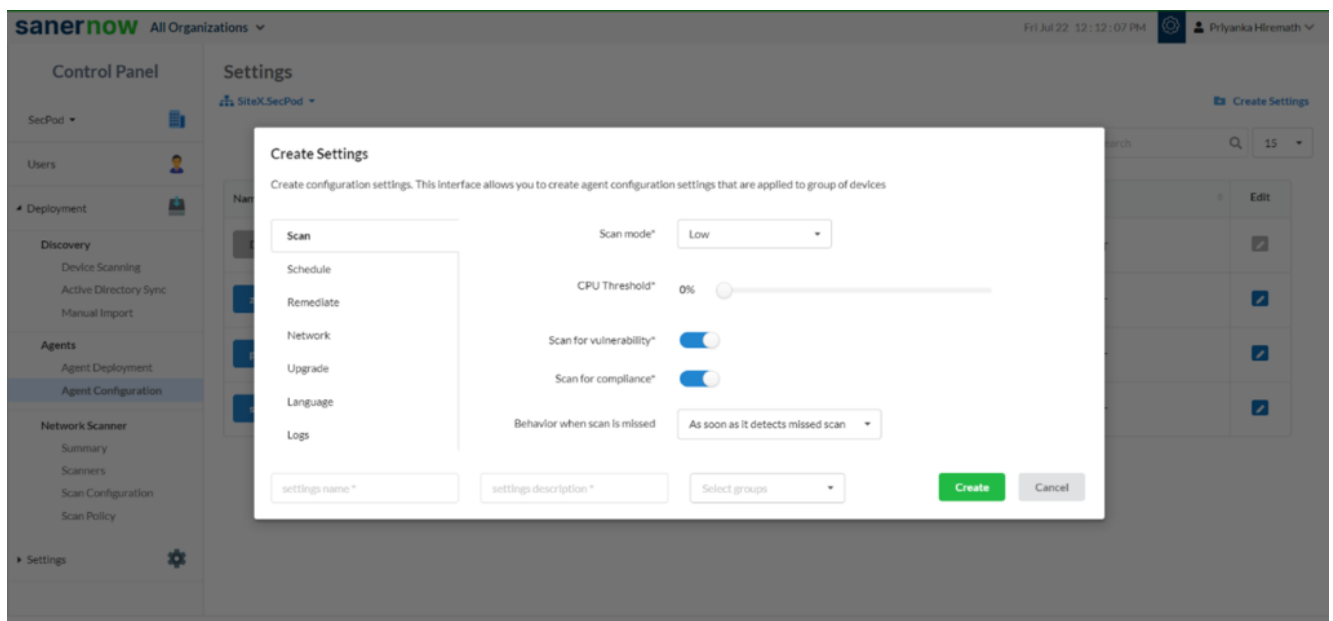 sanernow All Organizations
Fri Jul 22 12:12:07 PM
Priyanka Hiremath
Control Panel
SecPod
Users
Deployment
Discovery
Device Scanning
Active Directory Sync
Manual Import
Agents
Agent Deployment
Agent Configuration
Network Scanner
Summary
Scanners
Scan Configuration
Scan Policy
Settings
Settings
SiteX.SecPod
Create Settings
15
Edit
Create Settings
Create configuration settings. This interface allows you to create agent configuration settings that are applied to group of devices
Scan
Schedule
Remediate
Network
Upgrade
Language
Logs
Scan mode* Low
CPU Threshold* 0%
Scan for vulnerability*
Scan for compliance*
Behavior when scan is missed As soon as it detects missed scan
settings name *
settings description *
Select groups
Create
Cancel